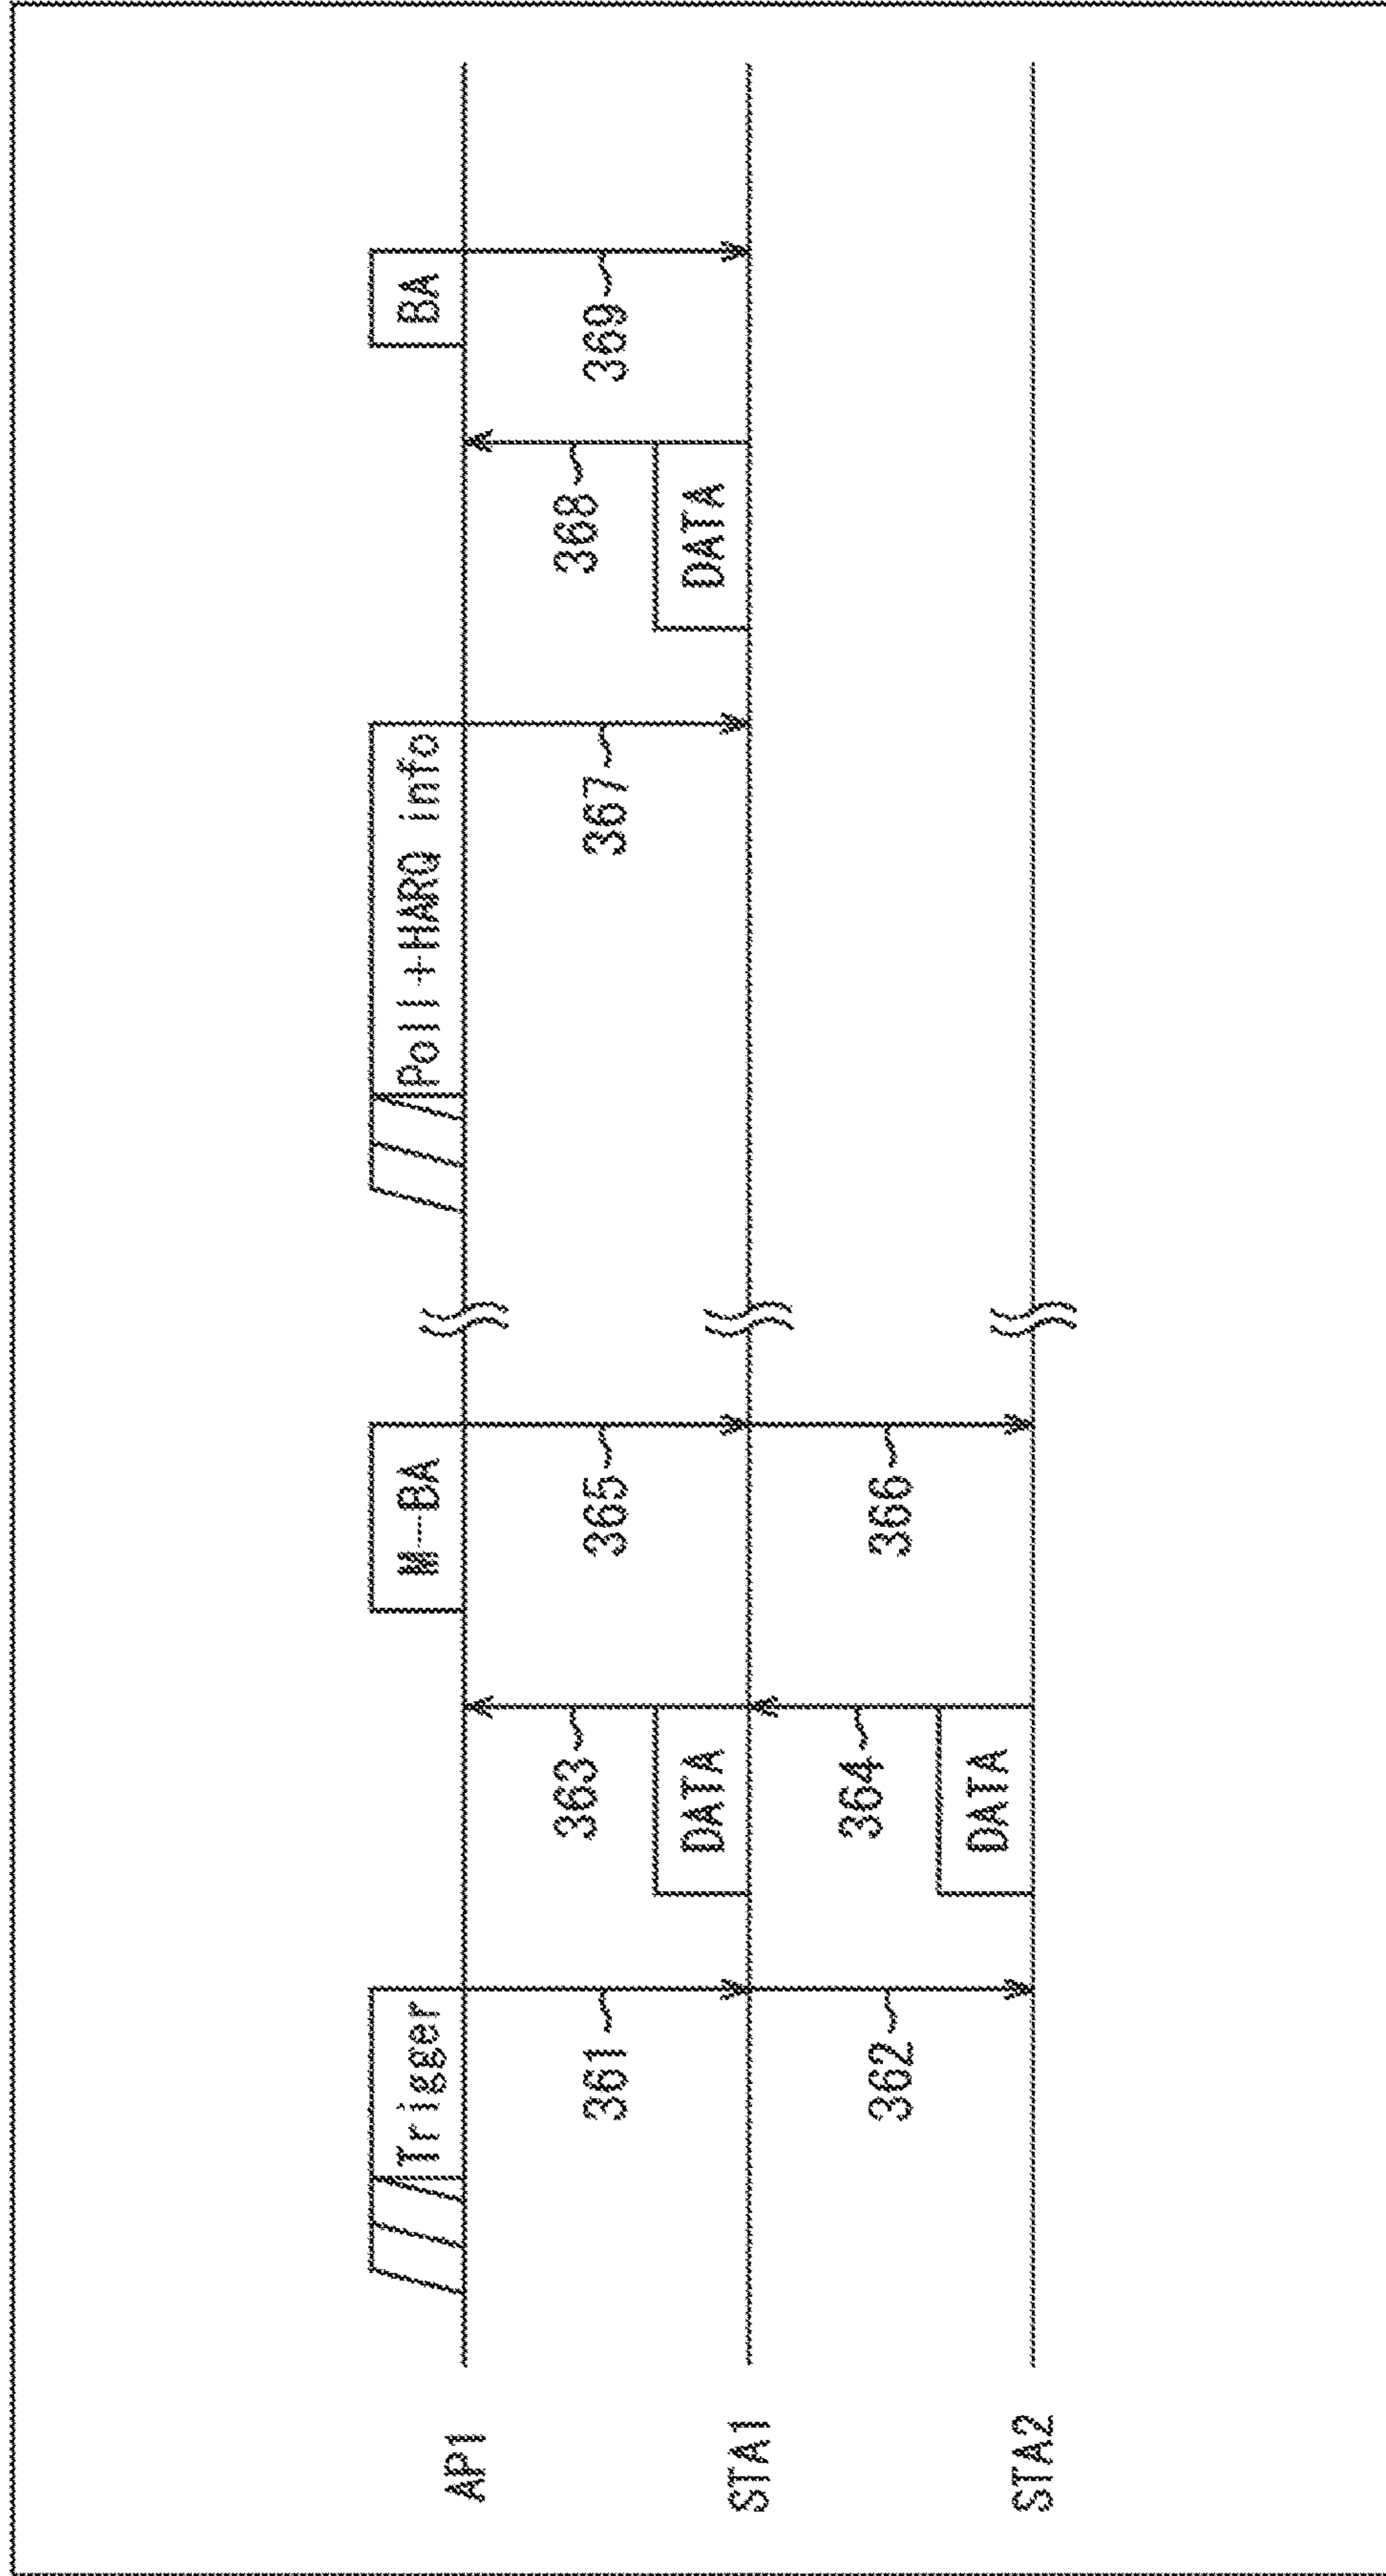 AP1
Trigger
M-BA
Poll+HARQ info
BA
361
363
365
367
368
369
STA1
DATA
DATA
362
364
366
STA2
DATA